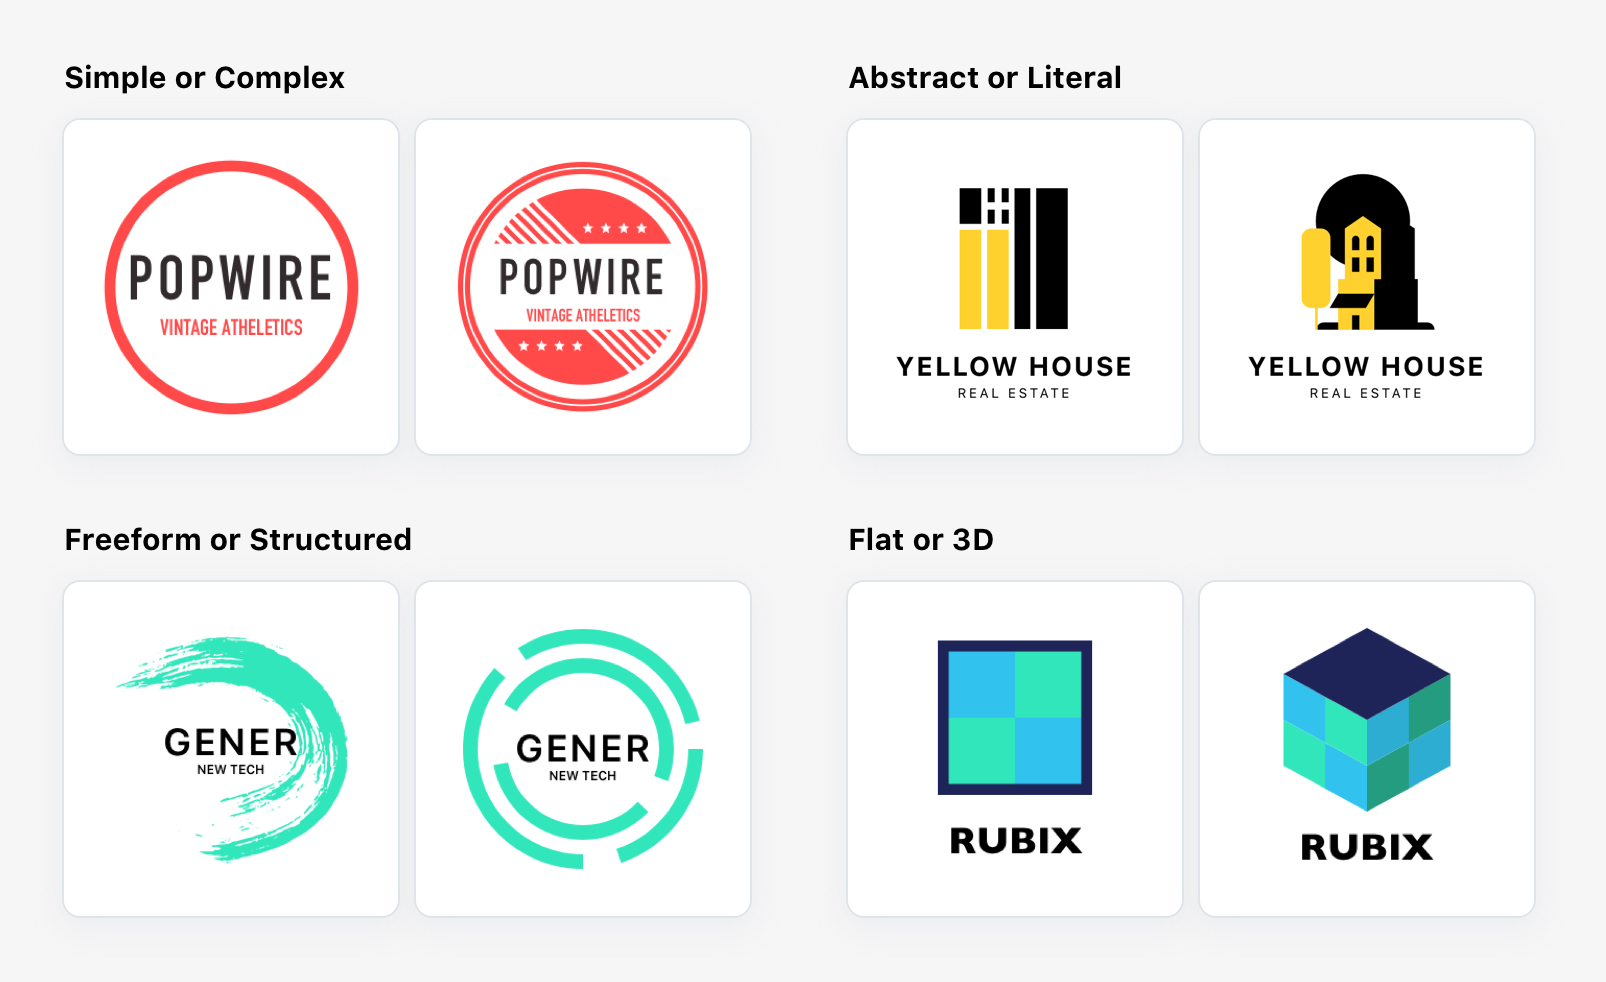 Simple or Complex
POPWIRE
VINTAGE ATHELETICS
POPWIRE
VINTAGE ATHELETICS
Abstract or Literal
YELLOW HOUSE
REAL ESTATE
YELLOW HOUSE
REAL ESTATE
Freeform or Structured
GENER
NEW TECH
GENER
NEW TECH
Flat or 3D
RUBIX
RUBIX